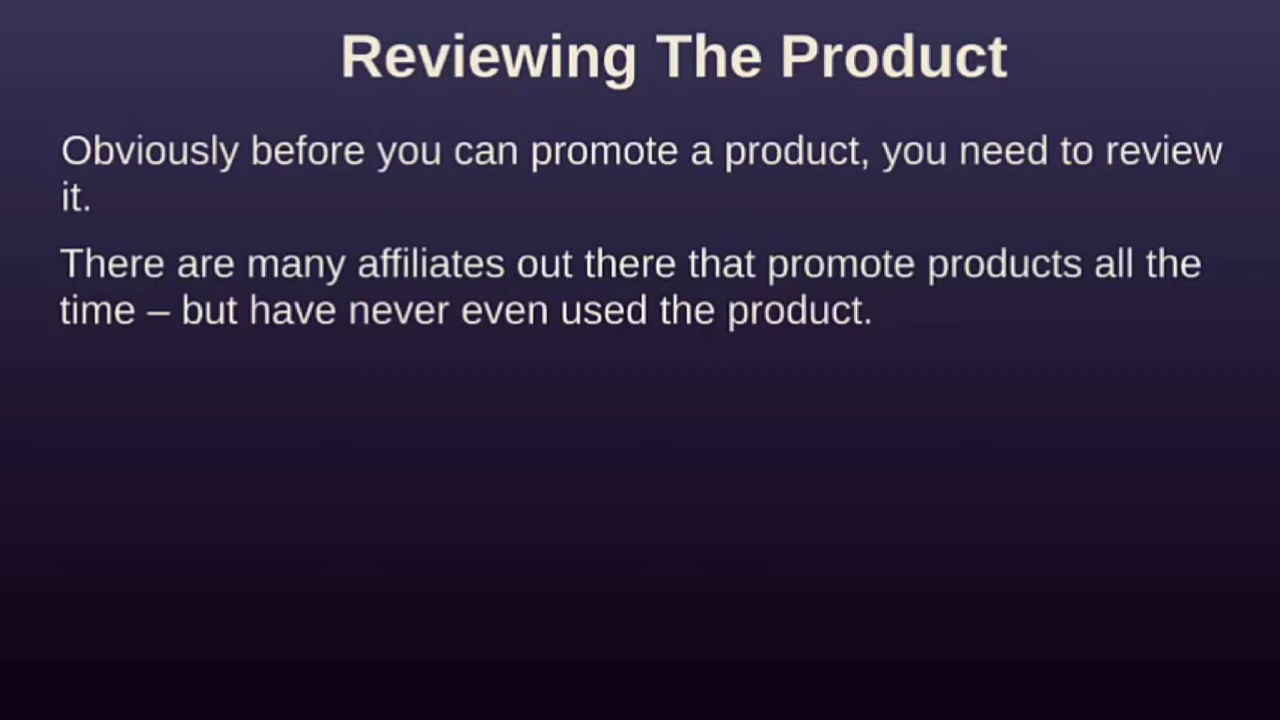 Reviewing The Product
Obviously before you can promote a product, you need to review
it.
There are many affiliates out there that promote products all the
time – but have never even used the product.